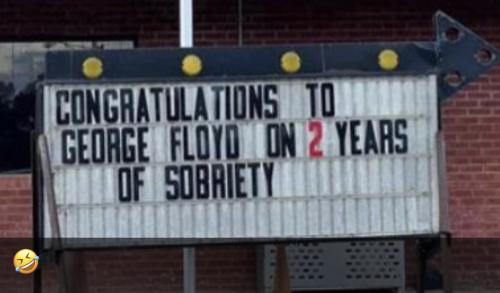 CONGRATULATIONS TO
GEORGE FLOYD ON 2 YEARS
OF SOBRIETY